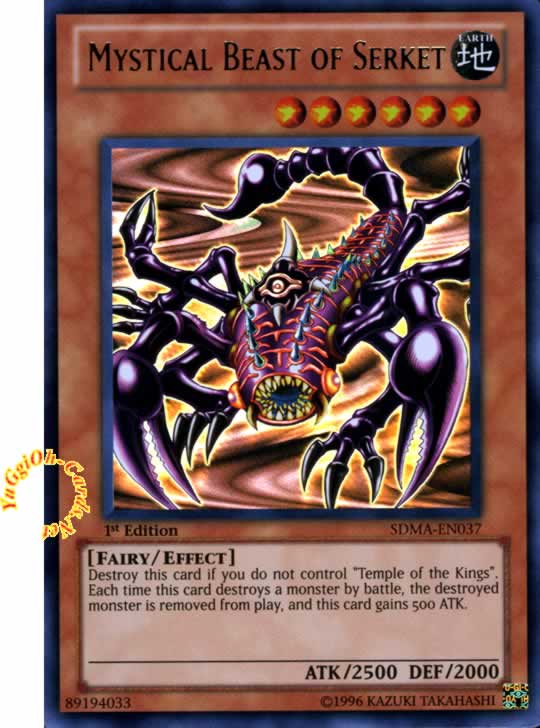 MYSTICAL BEAST OF SERKET
EARTH
地
1st Edition
SDMA-EN037
[FAIRY/EFFECT]
Destroy this card if you do not control "Temple of the Kings".
Each time this card destroys a monster by battle, the destroyed
monster is removed from play, and this card gains 500 ATK.
ATK/2500 DEF/2000
89194033
©1996 KAZUKI TAKAHASHI
YuGgiOh-Cards.Net